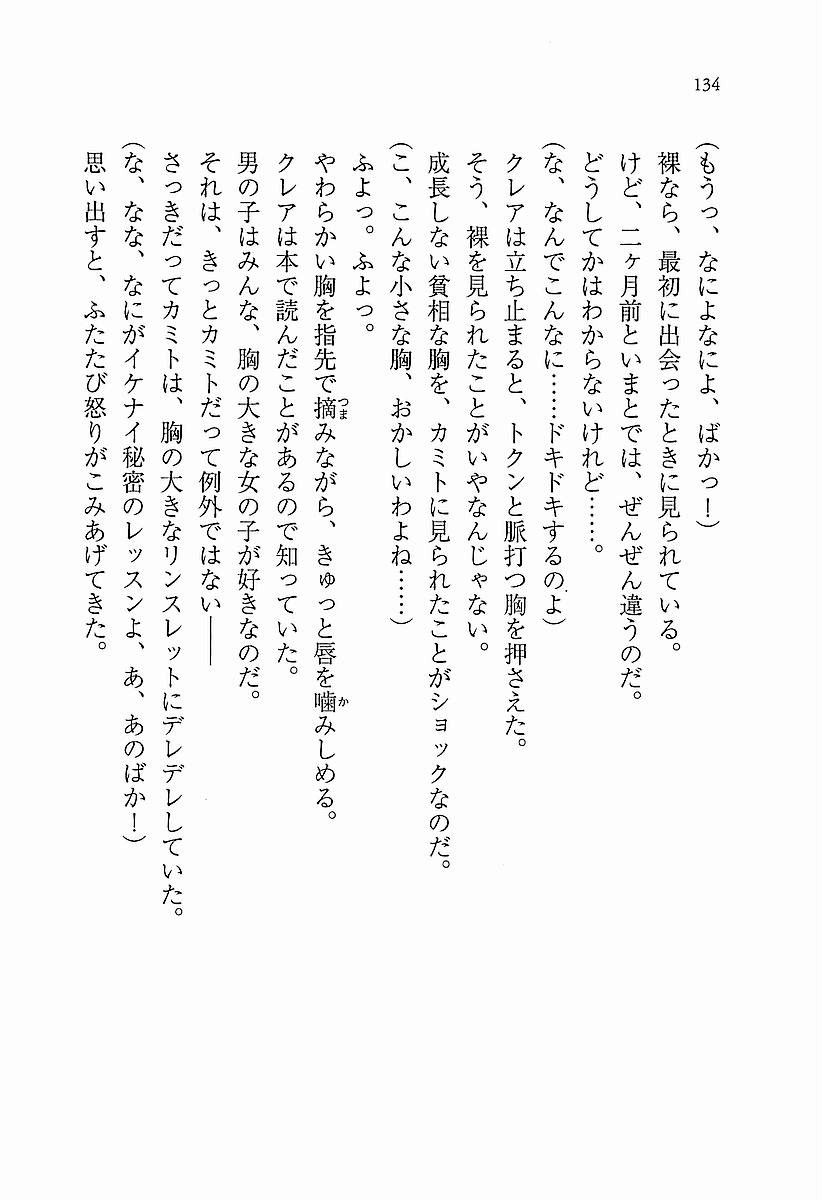 134
(もうっ、なによなによ、ばかっ!)
裸なら、最初に出会ったときに見られている。
けど、二ヶ月前といまとでは、ぜんぜん違うのだ。
どうしてかはわからないけれど……。
(な、なんでこんなに……ドキドキするのよ)
クレアは立ち止まると、トクンと脈打つ胸を押さえた。
そう、裸を見られたことがいやなんじゃない。
成長しない貧相な胸を、カミトに見られたことがショックなのだ。
(こ、こんな小さな胸、おかしいわよね……)
ふよっ。ふよっ。
やわらかい胸を指先で摘つまみながら、きゅっと唇を噛かみしめる。
クレアは本で読んだことがあるので知っていた。
男の子はみんな、胸の大きな女の子が好きなのだ。
それは、きっとカミトだって例外ではない――
さっきだってカミトは、胸の大きなリンスレットにデレデレしていた。
(な、なな、なにがイケナイ秘密のレッスンよ、あ、あのばか!)
思い出すと、ふたたび怒りがこみあげてきた。